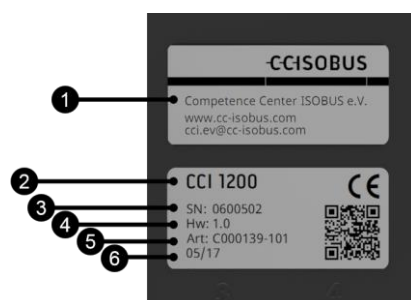 CCISOBUS
1 Competence Center ISOBUS e.V.
www.cc-isobus.com
cci.ev@cc-isobus.com
2 CCI 1200 CE
3 SN: 0600502
4 Hw: 1.0
5 Art: C000139-101
6 05/17